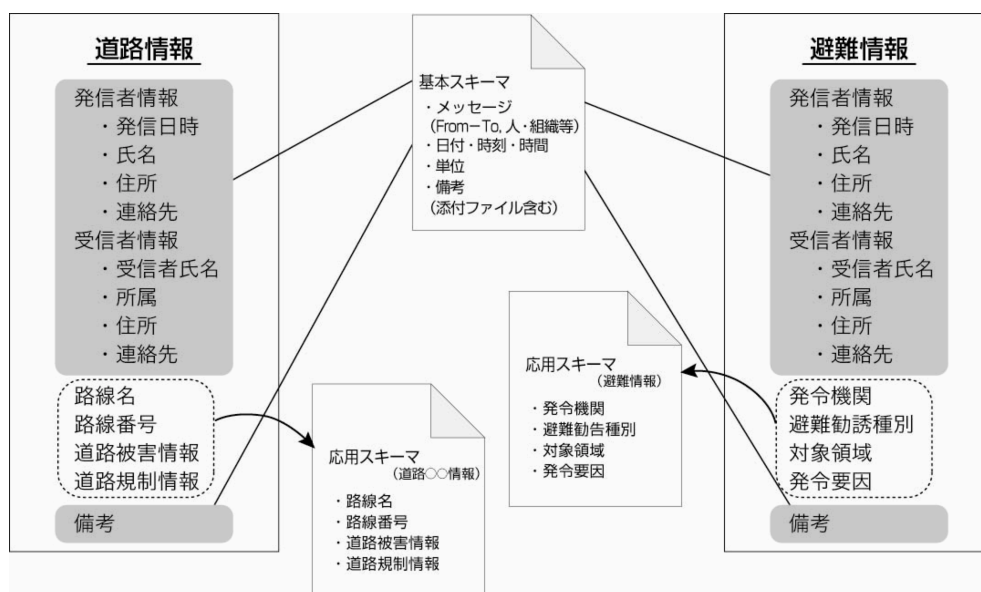 道路情報
発信者情報
・発信日時
・氏名
・住所
・連絡先
受信者情報
・受信者氏名
・所属
・住所
・連絡先
路線名
路線番号
道路被害情報
道路規制情報
備考
基本スキーマ
・メッセージ
(From−To, 人・組織等)
・日付・時刻・時間
・単位
・備考
(添付ファイル含む)
応用スキーマ
(道路○○情報)
・路線名
・路線番号
・道路被害情報
・道路規制情報
応用スキーマ
(避難情報)
・発令機関
・避難勧告種別
・対象領域
・発令要因
避難情報
発信者情報
・発信日時
・氏名
・住所
・連絡先
受信者情報
・受信者氏名
・所属
・住所
・連絡先
発令機関
避難勧誘種別
対象領域
発令要因
備考